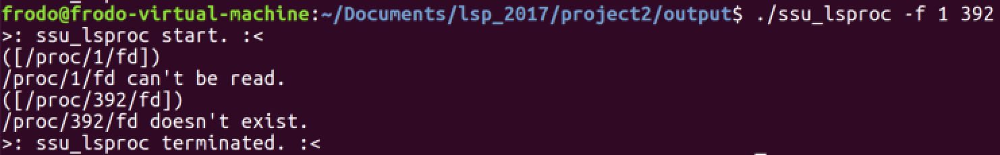 frodo@frodo-virtual-machine:~/Documents/lsp_2017/project2/output$ ./ssu_lsproc -f 1 392
>: ssu_lsproc start. :<
([/proc/1/fd])
/proc/1/fd can't be read.
([/proc/392/fd])
/proc/392/fd doesn't exist.
>: ssu_lsproc terminated. :<